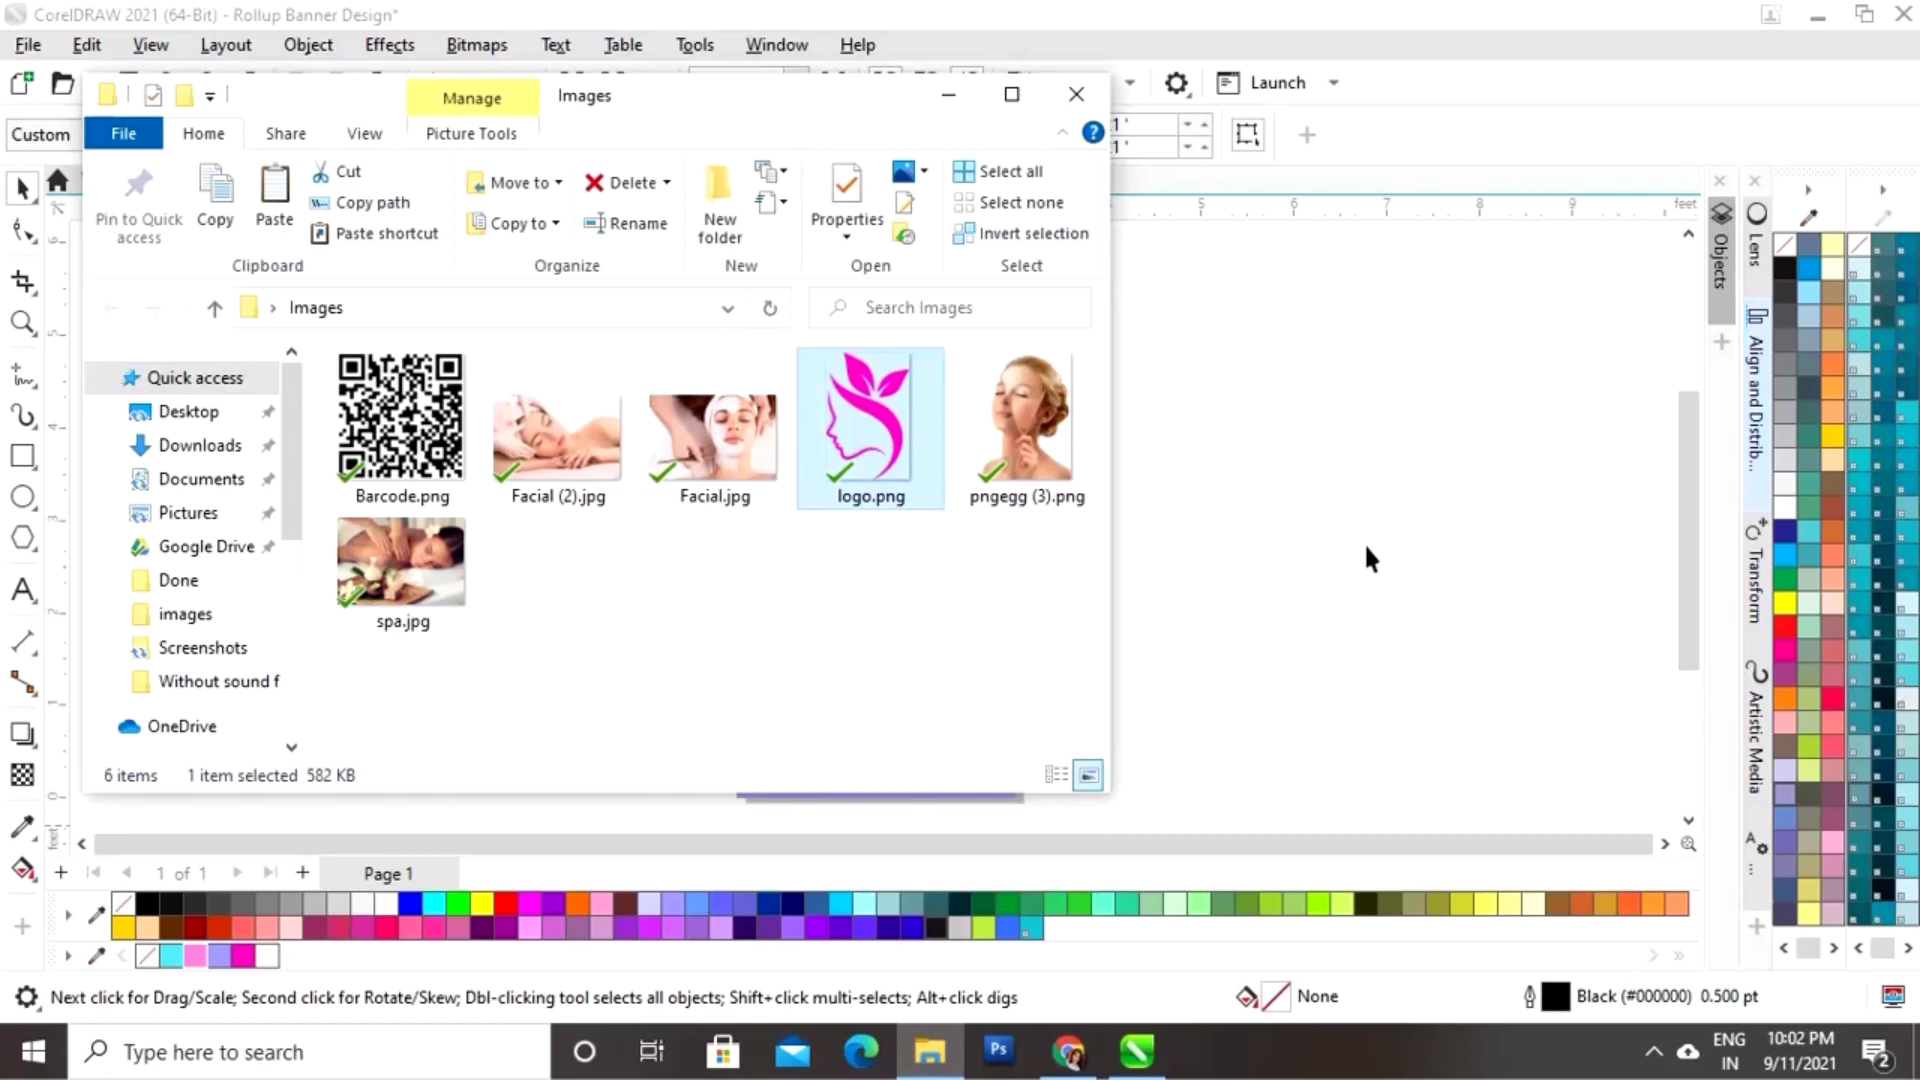 CorelDRAW 2021 (64-Bit) - Rollup Banner Design*
File Edit View Layout Object Effects Bitmaps Text Table Tools Window Help
Launch
Custom
Manage
Images
File Home Share View Picture Tools
Pin to Quick access
Copy
Paste
Cut
Copy path
Paste shortcut
Clipboard
Move to
Copy to
Delete
Rename
Organize
New folder
New
Properties
Open
Select all
Select none
Invert selection
Select
Images
Search Images
Quick access
Desktop
Downloads
Documents
Pictures
Google Drive
Done
images
Screenshots
Without sound f
OneDrive
Barcode.png
Facial (2).jpg
Facial.jpg
logo.png
pngegg (3).png
spa.jpg
6 items 1 item selected 582 KB
5 6 7 8 9 feet
Objects
Lens
Align and Distrib...
Transform
Artistic Media
1 of 1
Page 1
Next click for Drag/Scale; Second click for Rotate/Skew; Dbl-clicking tool selects all objects; Shift+click multi-selects; Alt+click digs
None
Black (#000000) 0.500 pt
Type here to search
Ps
ENG
IN
10:02 PM
9/11/2021
2